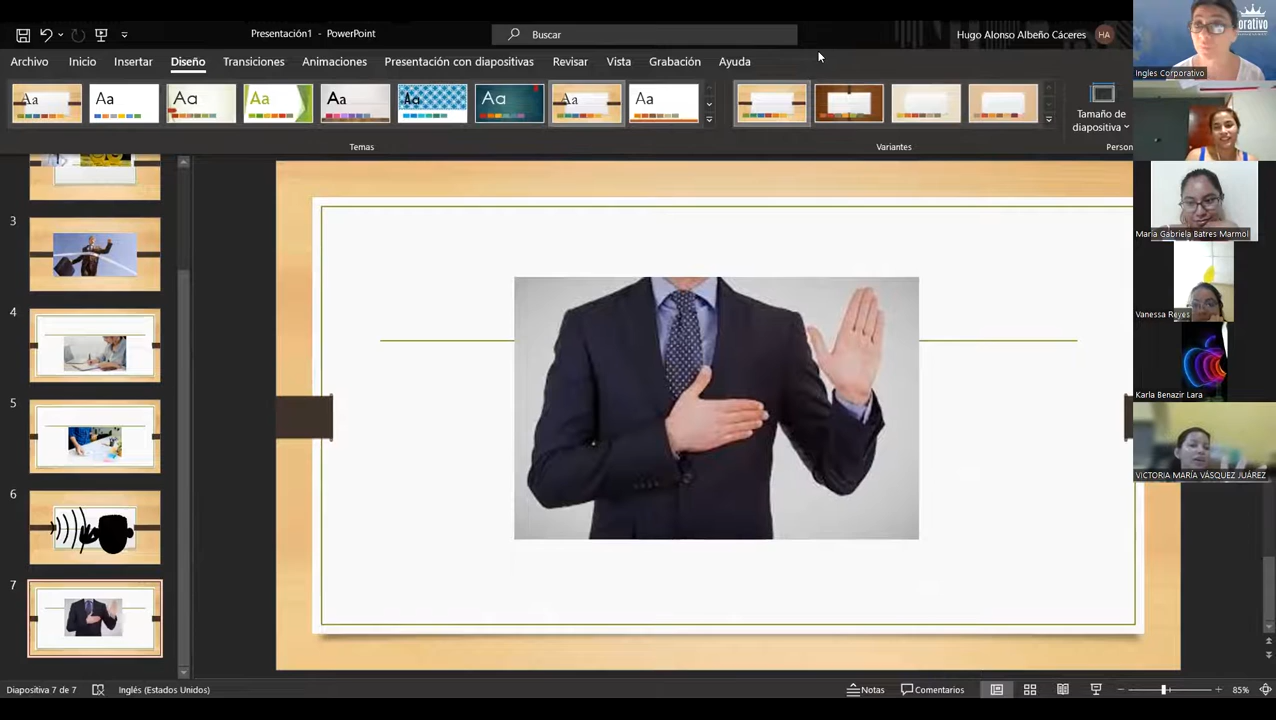 Presentación1 - PowerPoint
Buscar
Hugo Alonso Albeño Cáceres
HA
orativo
Archivo
Inicio
Insertar
Diseño
Transiciones
Animaciones
Presentación con diapositivas
Revisar
Vista
Grabación
Ayuda
Ingles Corporativo
Aa
Aa
Aa
Aa
Aa
Aa
Aa
Aa
Aa
Tamaño de
diapositiva
Temas
Variantes
Person
3
4
5
6
7
María Gabriela Batres Marmol
Vanessa Reyes
Karla Benazir Lara
VICTORIA MARÍA VÁSQUEZ JUÁREZ
Diapositiva 7 de 7
Inglés (Estados Unidos)
Notas
Comentarios
85%